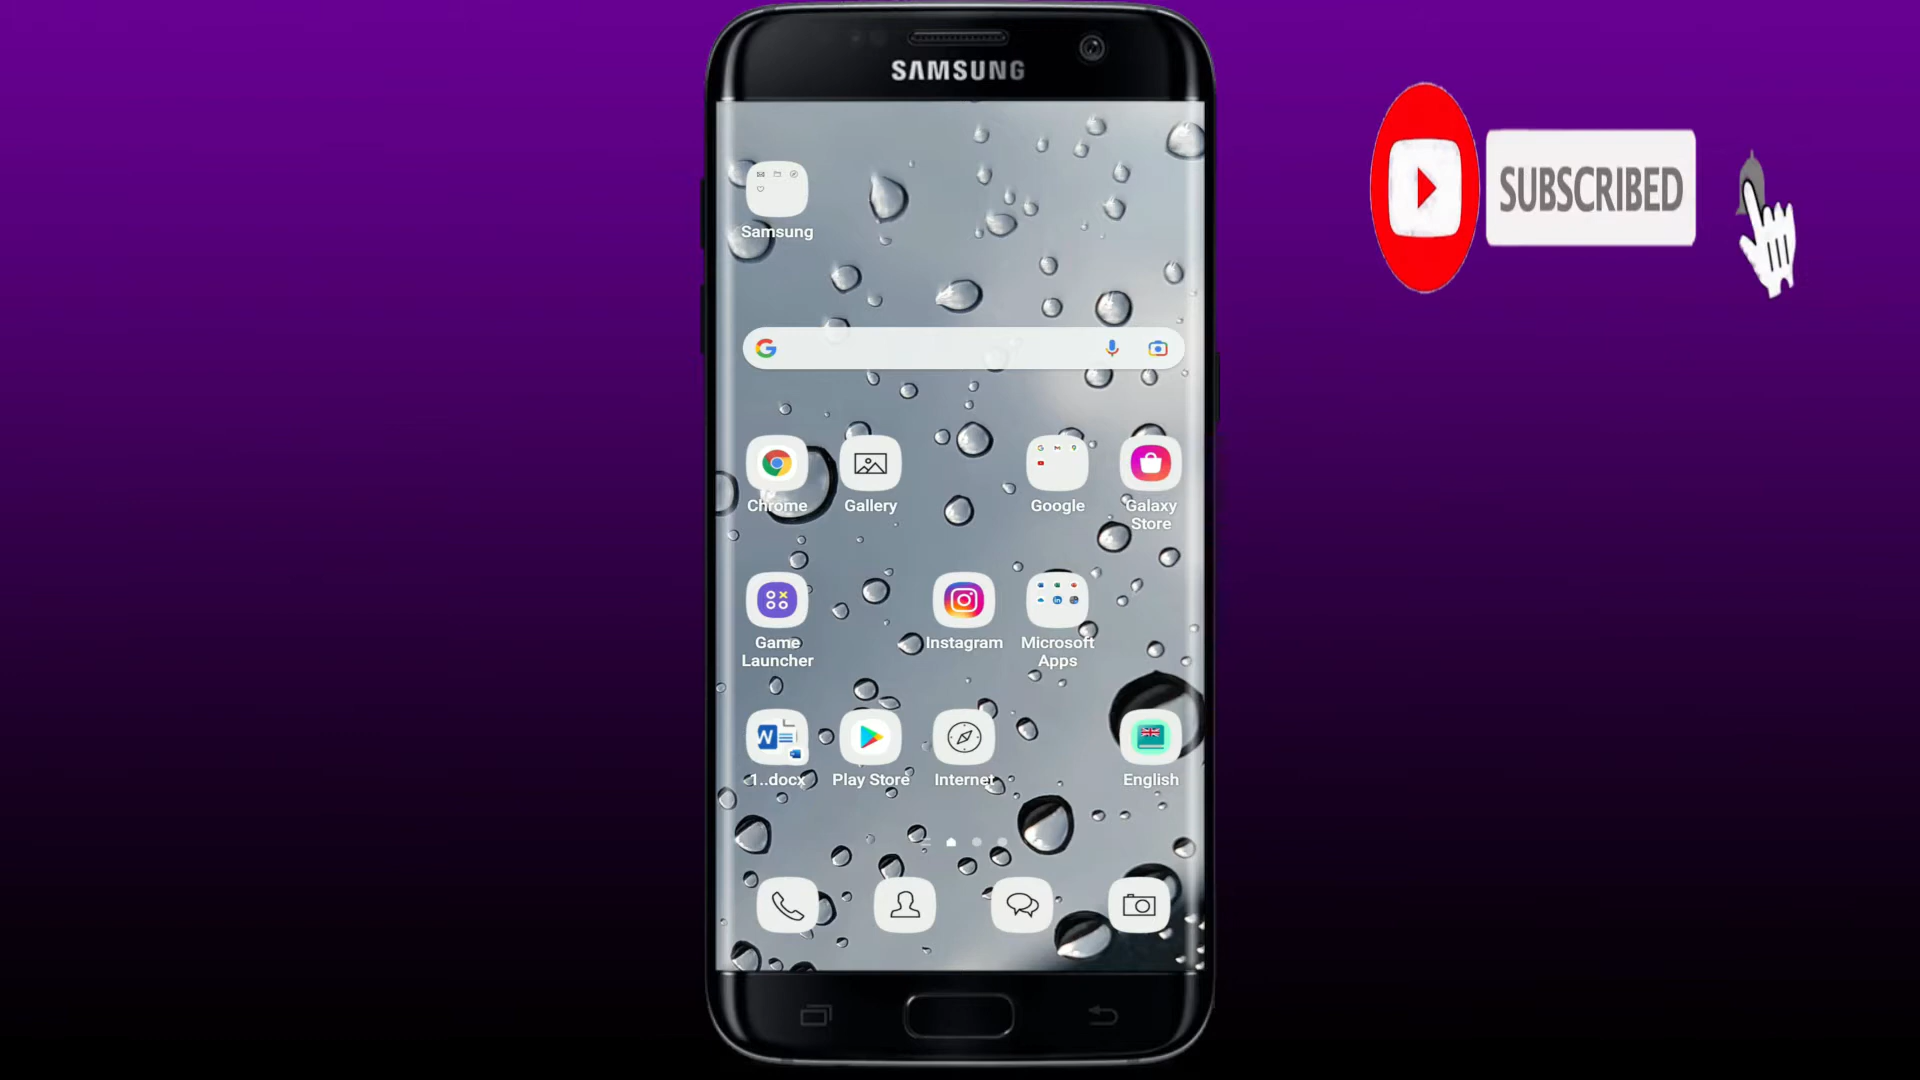 SAMSUNG
SUBSCRIBED
Samsung
Chrome
Gallery
Google
Galaxy
Store
Game
Launcher
Instagram
Microsoft
Apps
1..docx
Play Store
Internet
English